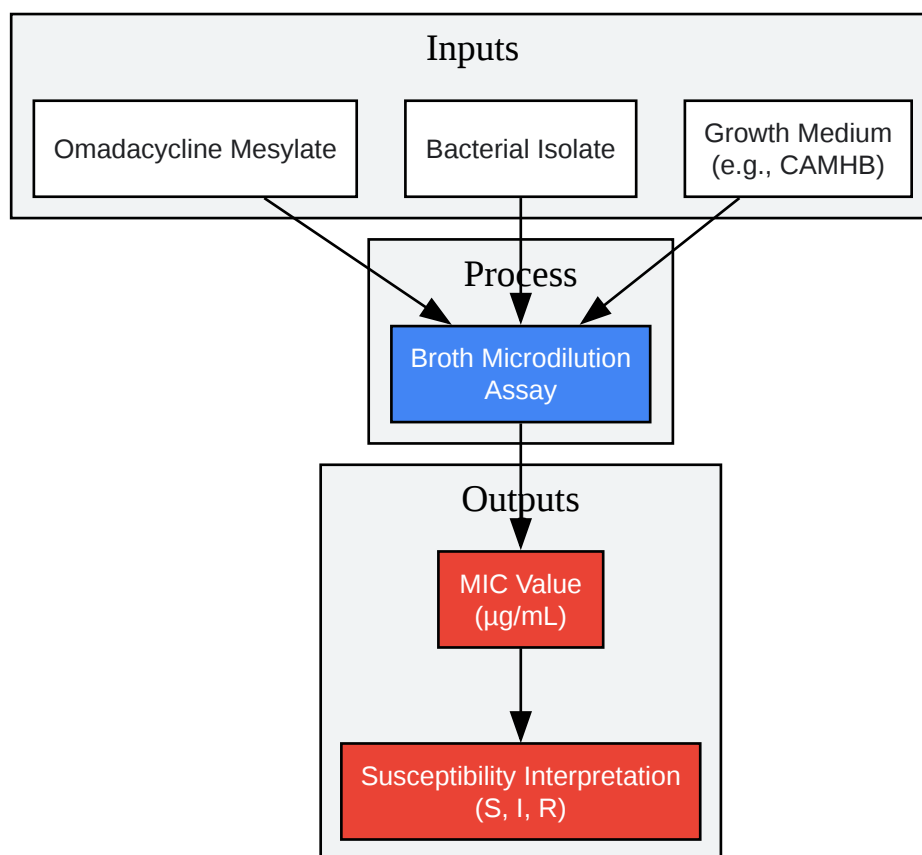 Inputs
Omadacycline Mesylate
Bacterial Isolate
Growth Medium
(e.g., CAMHB)
Process
Broth Microdilution
Assay
Outputs
MIC Value
(µg/mL)
Susceptibility Interpretation
(S, I, R)